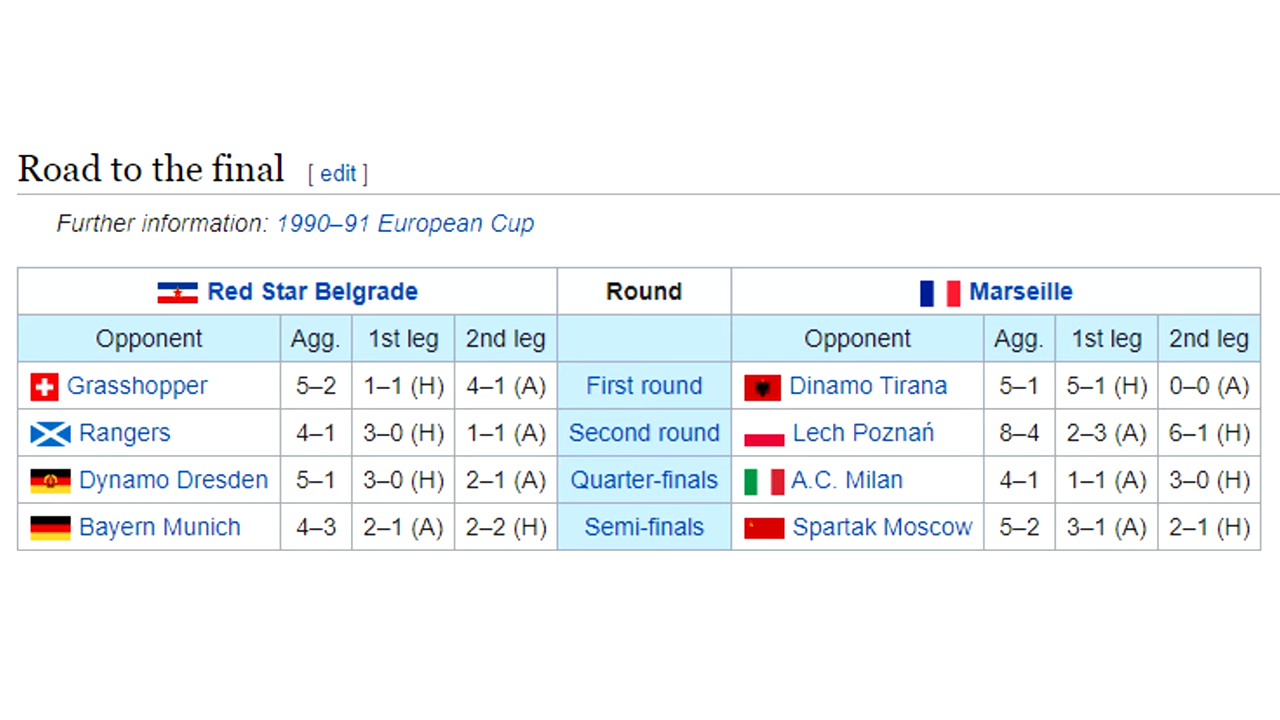 Road to the final [ edit ]
Further information: 1990–91 European Cup
Red Star Belgrade Round Marseille
Opponent Agg. 1st leg 2nd leg Opponent Agg. 1st leg 2nd leg
Grasshopper 5–2 1–1 (H) 4–1 (A) First round Dinamo Tirana 5–1 5–1 (H) 0–0 (A)
Rangers 4–1 3–0 (H) 1–1 (A) Second round Lech Poznań 8–4 2–3 (A) 6–1 (H)
Dynamo Dresden 5–1 3–0 (H) 2–1 (A) Quarter-finals A.C. Milan 4–1 1–1 (A) 3–0 (H)
Bayern Munich 4–3 2–1 (A) 2–2 (H) Semi-finals Spartak Moscow 5–2 3–1 (A) 2–1 (H)